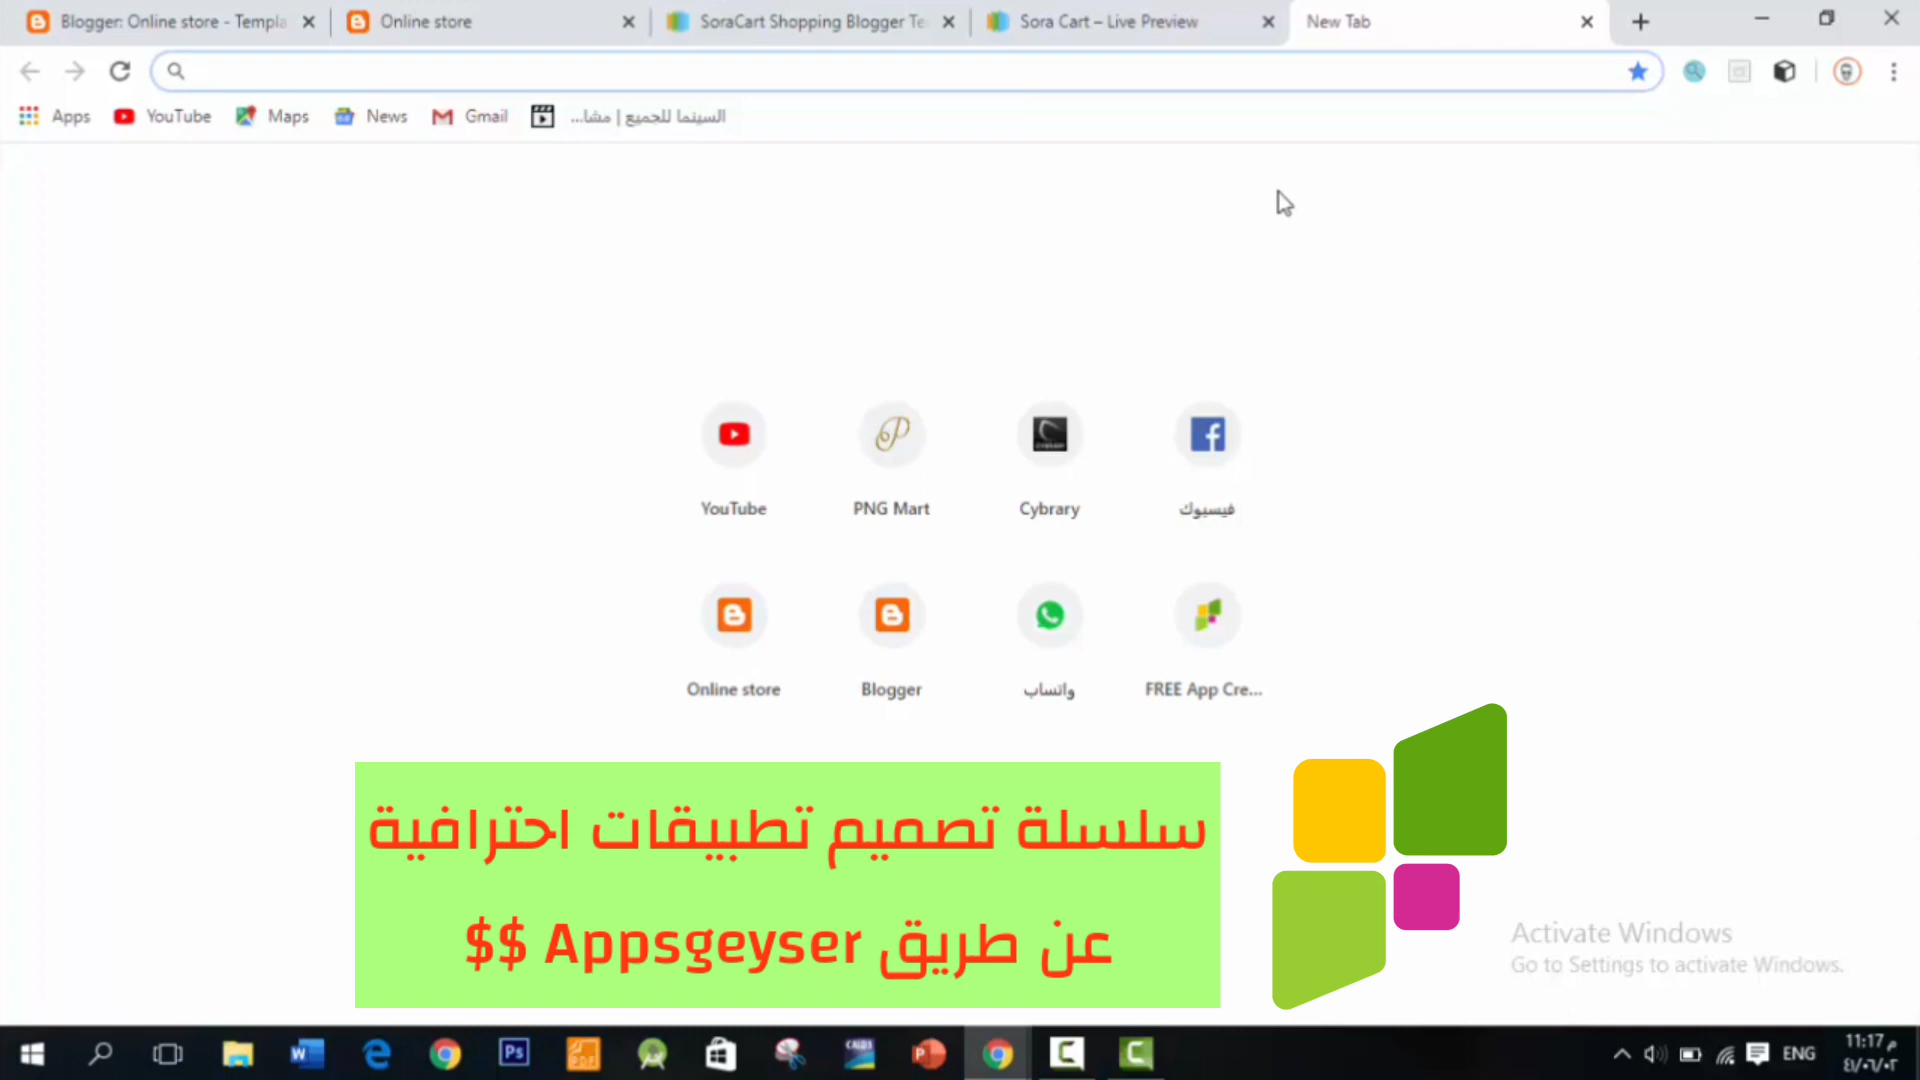 Blogger: Online store - Templa
Online store
SoraCart Shopping Blogger Te
Sora Cart – Live Preview
New Tab
Apps
YouTube
Maps
News
Gmail
السينما للجميع | مشا...
YouTube
PNG Mart
Cybrary
فيسبوك
Online store
Blogger
واتساب
FREE App Cre...
سلسلة تصميم تطبيقات احترافية
عن طريق Appsgeyser $$
Activate Windows
Go to Settings to activate Windows.
ENG
11:17 م